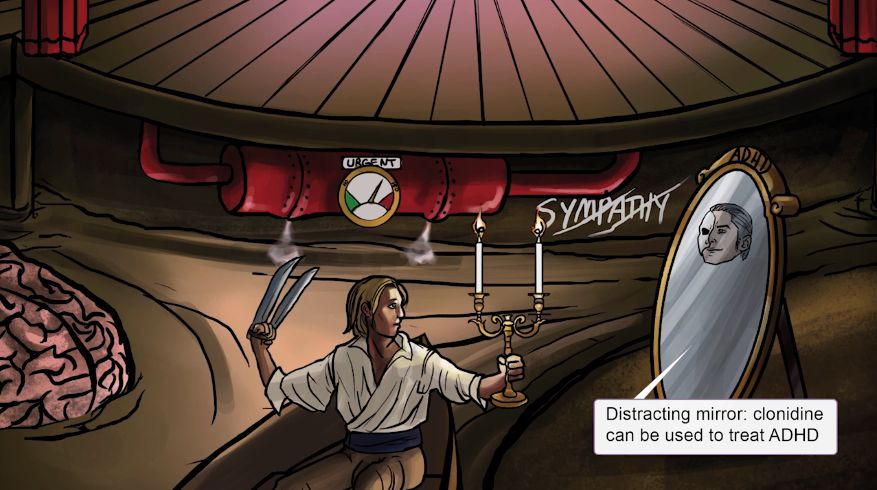 URGENT
SYMPATHY
ADHD
Distracting mirror: clonidine
can be used to treat ADHD